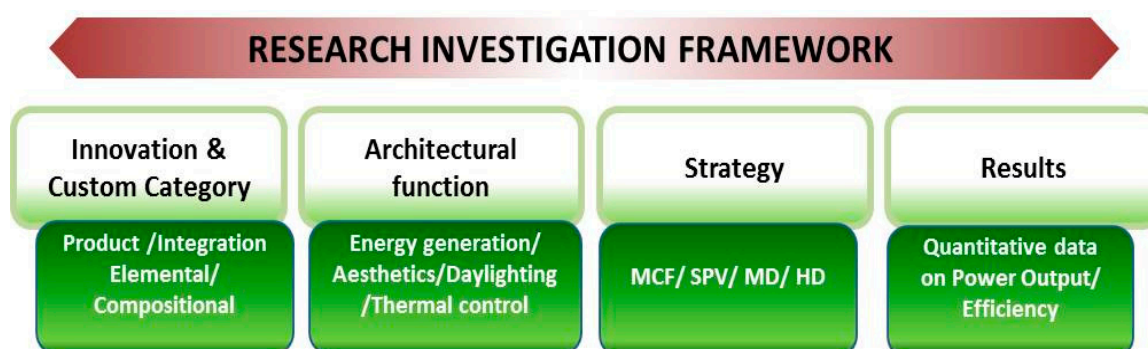 RESEARCH INVESTIGATION FRAMEWORK
Innovation &
Custom Category
Product /Integration
Elemental/
Compositional
Architectural
function
Energy generation/
Aesthetics/Daylighting
/Thermal control
Strategy
MCF/ SPV/ MD/ HD
Results
Quantitative data
on Power Output/
Efficiency